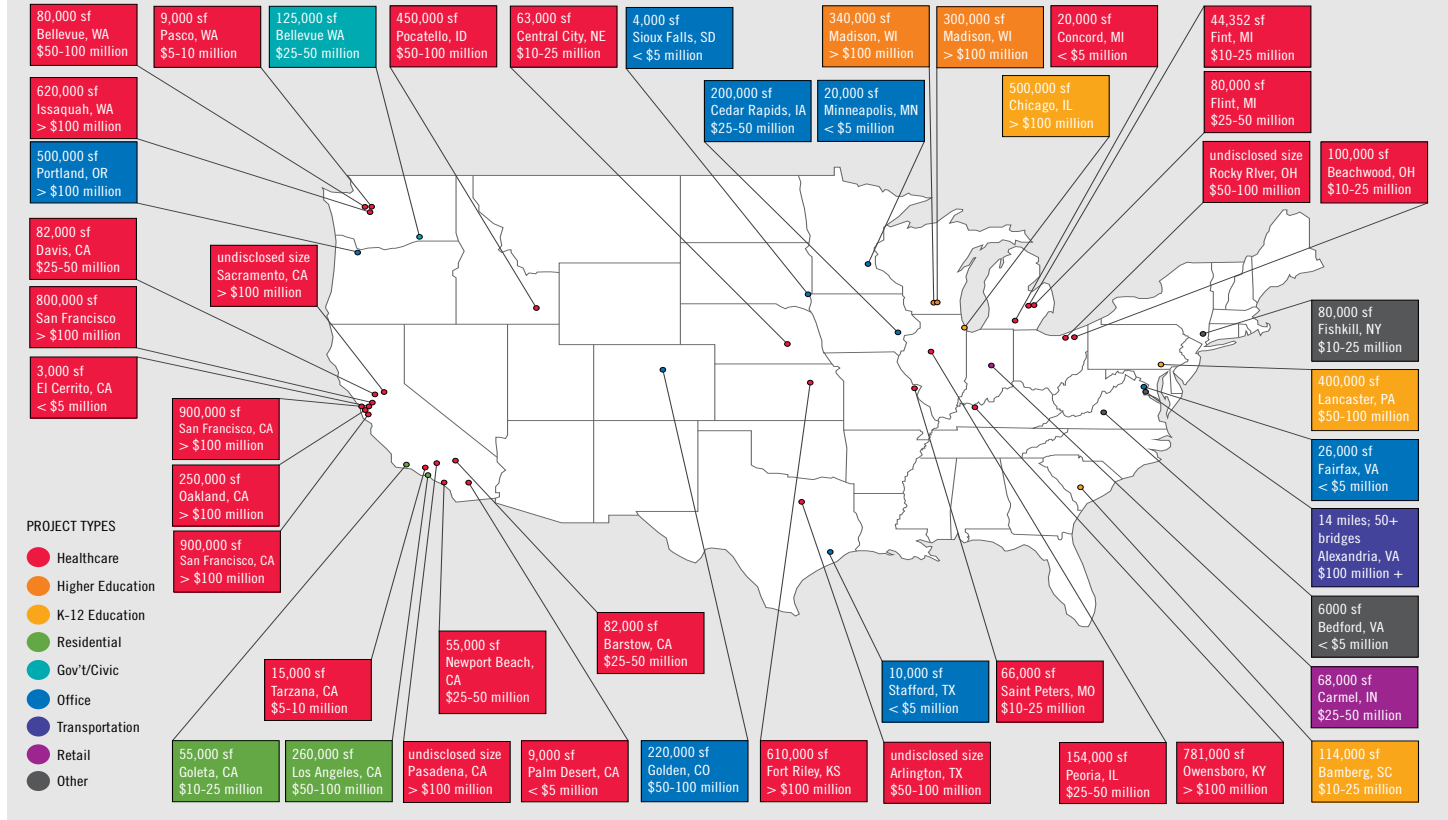 80,000 sf
Bellevue, WA
$50-100 million
9,000 sf
Pasco, WA
$5-10 million
125,000 sf
Bellevue WA
$25-50 million
450,000 sf
Pocatello, ID
$50-100 million
63,000 sf
Central City, NE
$10-25 million
4,000 sf
Sioux Falls, SD
< $5 million
340,000 sf
Madison, WI
> $100 million
300,000 sf
Madison, WI
> $100 million
20,000 sf
Concord, MI
< $5 million
44,352 sf
Fint, MI
$10-25 million
620,000 sf
Issaquah, WA
> $100 million
200,000 sf
Cedar Rapids, IA
$25-50 million
20,000 sf
Minneapolis, MN
< $5 million
500,000 sf
Chicago, IL
> $100 million
80,000 sf
Flint, MI
$25-50 million
500,000 sf
Portland, OR
> $100 million
undisclosed size
Rocky RIver, OH
$50-100 million
100,000 sf
Beachwood, OH
$10-25 million
82,000 sf
Davis, CA
$25-50 million
undisclosed size
Sacramento, CA
> $100 million
800,000 sf
San Francisco
> $100 million
80,000 sf
Fishkill, NY
$10-25 million
3,000 sf
El Cerrito, CA
< $5 million
400,000 sf
Lancaster, PA
$50-100 million
900,000 sf
San Francisco, CA
> $100 million
26,000 sf
Fairfax, VA
< $5 million
250,000 sf
Oakland, CA
> $100 million
14 miles; 50+
bridges
Alexandria, VA
$100 million +
900,000 sf
San Francisco, CA
> $100 million
PROJECT TYPES
Healthcare
Higher Education
K-12 Education
Residential
Gov't/Civic
Office
Transportation
Retail
Other
6000 sf
Bedford, VA
< $5 million
82,000 sf
Barstow, CA
$25-50 million
55,000 sf
Newport Beach,
CA
$25-50 million
15,000 sf
Tarzana, CA
$5-10 million
10,000 sf
Stafford, TX
< $5 million
66,000 sf
Saint Peters, MO
$10-25 million
68,000 sf
Carmel, IN
$25-50 million
55,000 sf
Goleta, CA
$10-25 million
260,000 sf
Los Angeles, CA
$50-100 million
undisclosed size
Pasadena, CA
> $100 million
9,000 sf
Palm Desert, CA
< $5 million
220,000 sf
Golden, CO
$50-100 million
610,000 sf
Fort Riley, KS
> $100 million
undisclosed size
Arlington, TX
$50-100 million
154,000 sf
Peoria, IL
$25-50 million
781,000 sf
Owensboro, KY
> $100 million
114,000 sf
Bamberg, SC
$10-25 million